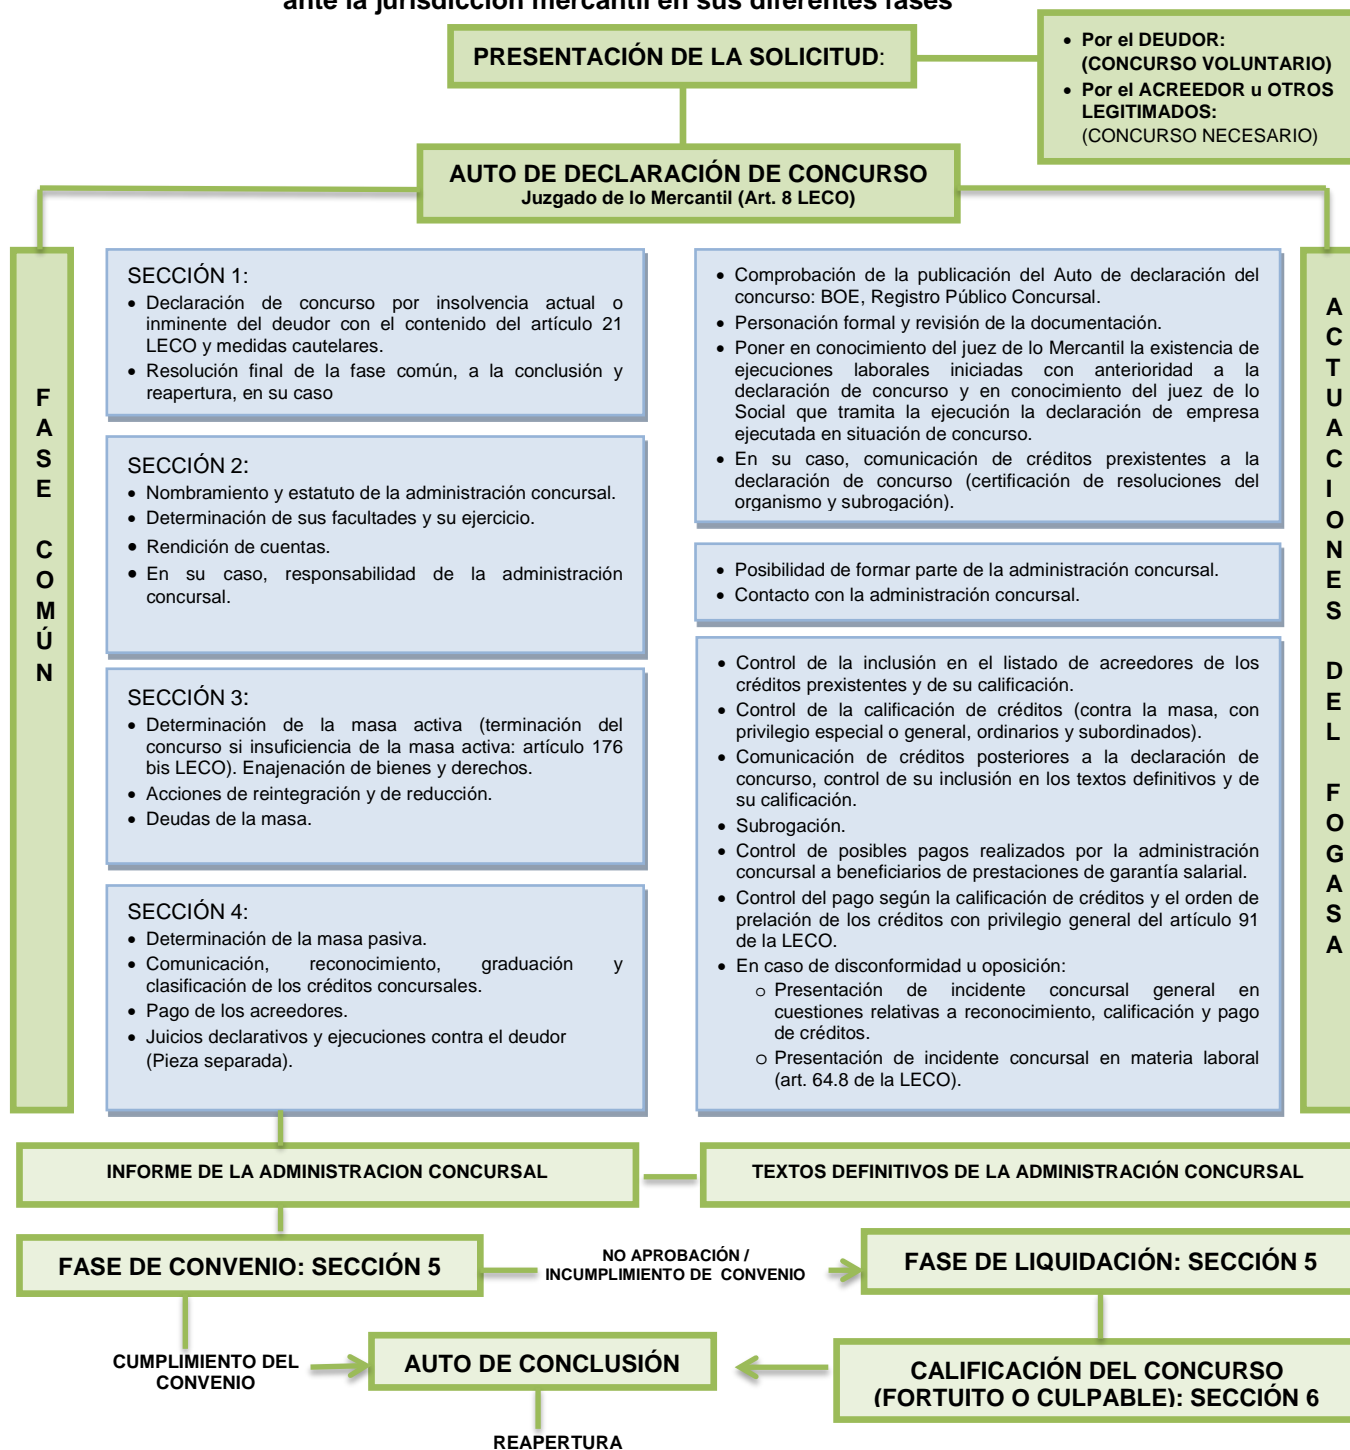 ante la jurisdicción mercantil en sus diferentes fases
PRESENTACIÓN DE LA SOLICITUD:
• Por el DEUDOR:
(CONCURSO VOLUNTARIO)
• Por el ACREEDOR u OTROS
LEGITIMADOS:
(CONCURSO NECESARIO)
AUTO DE DECLARACIÓN DE CONCURSO
Juzgado de lo Mercantil (Art. 8 LECO)
FASE COMÚN
SECCIÓN 1:
• Declaración de concurso por insolvencia actual o
inminente del deudor con el contenido del artículo 21
LECO y medidas cautelares.
• Resolución final de la fase común, a la conclusión y
reapertura, en su caso
SECCIÓN 2:
• Nombramiento y estatuto de la administración concursal.
• Determinación de sus facultades y su ejercicio.
• Rendición de cuentas.
• En su caso, responsabilidad de la administración
concursal.
SECCIÓN 3:
• Determinación de la masa activa (terminación del
concurso si insuficiencia de la masa activa: artículo 176
bis LECO). Enajenación de bienes y derechos.
• Acciones de reintegración y de reducción.
• Deudas de la masa.
SECCIÓN 4:
• Determinación de la masa pasiva.
• Comunicación, reconocimiento, graduación y
clasificación de los créditos concursales.
• Pago de los acreedores.
• Juicios declarativos y ejecuciones contra el deudor
(Pieza separada).
• Comprobación de la publicación del Auto de declaración del
concurso: BOE, Registro Público Concursal.
• Personación formal y revisión de la documentación.
• Poner en conocimiento del juez de lo Mercantil la existencia de
ejecuciones laborales iniciadas con anterioridad a la
declaración de concurso y en conocimiento del juez de lo
Social que tramita la ejecución la declaración de empresa
ejecutada en situación de concurso.
• En su caso, comunicación de créditos prexistentes a la
declaración de concurso (certificación de resoluciones del
organismo y subrogación).
• Posibilidad de formar parte de la administración concursal.
• Contacto con la administración concursal.
• Control de la inclusión en el listado de acreedores de los
créditos prexistentes y de su calificación.
• Control de la calificación de créditos (contra la masa, con
privilegio especial o general, ordinarios y subordinados).
• Comunicación de créditos posteriores a la declaración de
concurso, control de su inclusión en los textos definitivos y de
su calificación.
• Subrogación.
• Control de posibles pagos realizados por la administración
concursal a beneficiarios de prestaciones de garantía salarial.
• Control del pago según la calificación de créditos y el orden de
prelación de los créditos con privilegio general del artículo 91
de la LECO.
• En caso de disconformidad u oposición:
o Presentación de incidente concursal general en
cuestiones relativas a reconocimiento, calificación y pago
de créditos.
o Presentación de incidente concursal en materia laboral
(art. 64.8 de la LECO).
ACTUACIONES DEL FOGASA
INFORME DE LA ADMINISTRACION CONCURSAL
TEXTOS DEFINITIVOS DE LA ADMINISTRACIÓN CONCURSAL
FASE DE CONVENIO: SECCIÓN 5
NO APROBACIÓN /
INCUMPLIMIENTO DE CONVENIO
FASE DE LIQUIDACIÓN: SECCIÓN 5
CUMPLIMIENTO DEL
CONVENIO
AUTO DE CONCLUSIÓN
CALIFICACIÓN DEL CONCURSO
(FORTUITO O CULPABLE): SECCIÓN 6
REAPERTURA